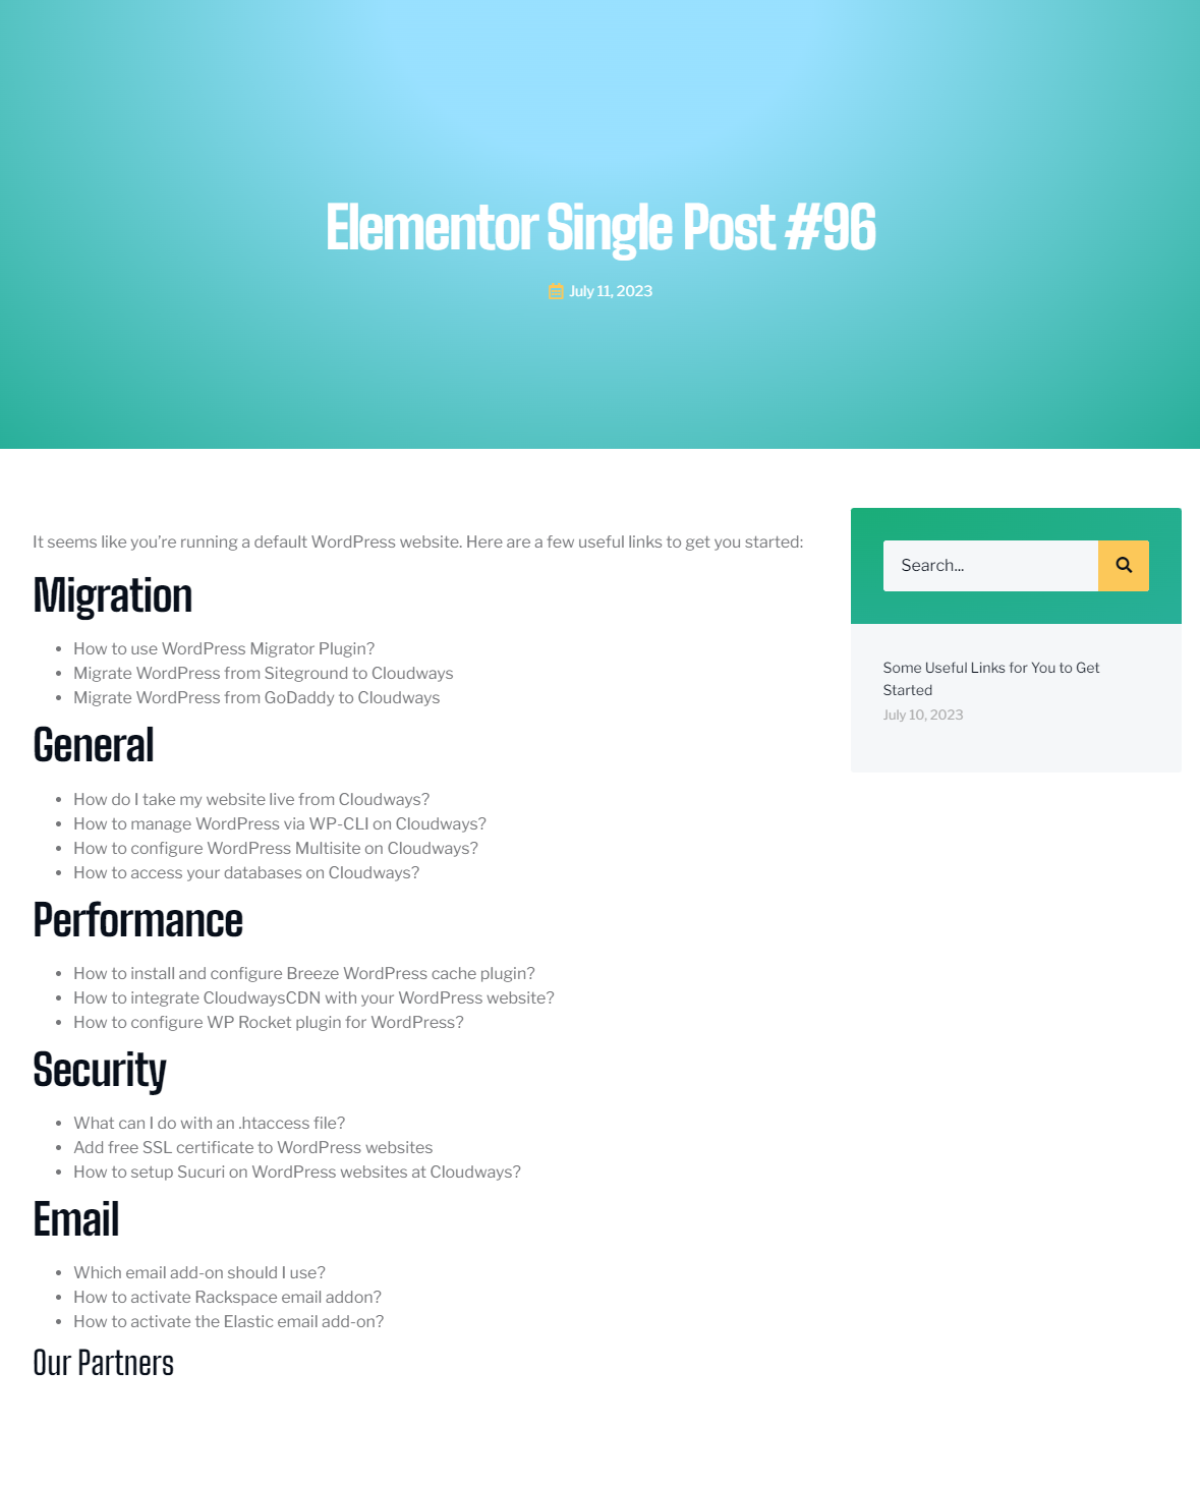 Elementor Single Post #96
July 11, 2023
It seems like you’re running a default WordPress website. Here are a few useful links to get you started:
Migration
• How to use WordPress Migrator Plugin?
• Migrate WordPress from Siteground to Cloudways
• Migrate WordPress from GoDaddy to Cloudways
General
• How do I take my website live from Cloudways?
• How to manage WordPress via WP-CLI on Cloudways?
• How to configure WordPress Multisite on Cloudways?
• How to access your databases on Cloudways?
Performance
• How to install and configure Breeze WordPress cache plugin?
• How to integrate CloudwaysCDN with your WordPress website?
• How to configure WP Rocket plugin for WordPress?
Security
• What can I do with an .htaccess file?
• Add free SSL certificate to WordPress websites
• How to setup Sucuri on WordPress websites at Cloudways?
Email
• Which email add-on should I use?
• How to activate Rackspace email addon?
• How to activate the Elastic email add-on?
Our Partners
Search...
Some Useful Links for You to Get
Started
July 10, 2023